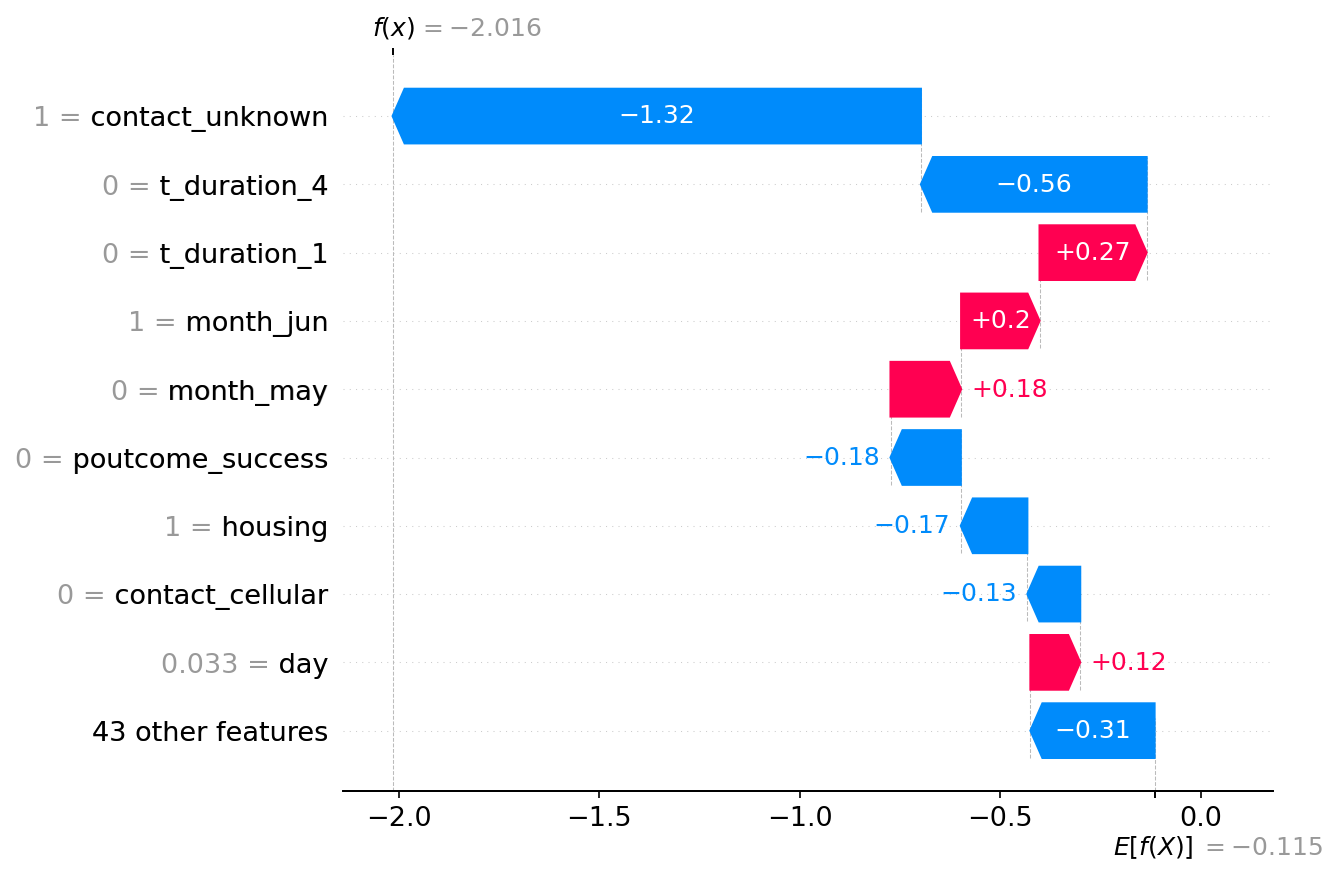 f(x) = −2.016
1 = contact_unknown
−1.32
0 = t_duration_4
−0.56
0 = t_duration_1
+0.27
1 = month_jun
+0.2
0 = month_may
+0.18
0 = poutcome_success
−0.18
1 = housing
−0.17
0 = contact_cellular
−0.13
0.033 = day
+0.12
43 other features
−0.31
−2.0 −1.5 −1.0 −0.5 0.0
E[f(X)] = −0.115